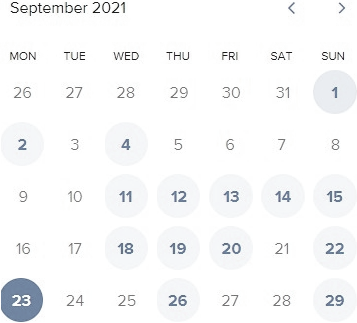 September 2021
MON TUE WED THU FRI SAT SUN
26 27 28 29 30 31 1
2 3 4 5 6 7 8
9 10 11 12 13 14 15
16 17 18 19 20 21 22
23 24 25 26 27 28 29